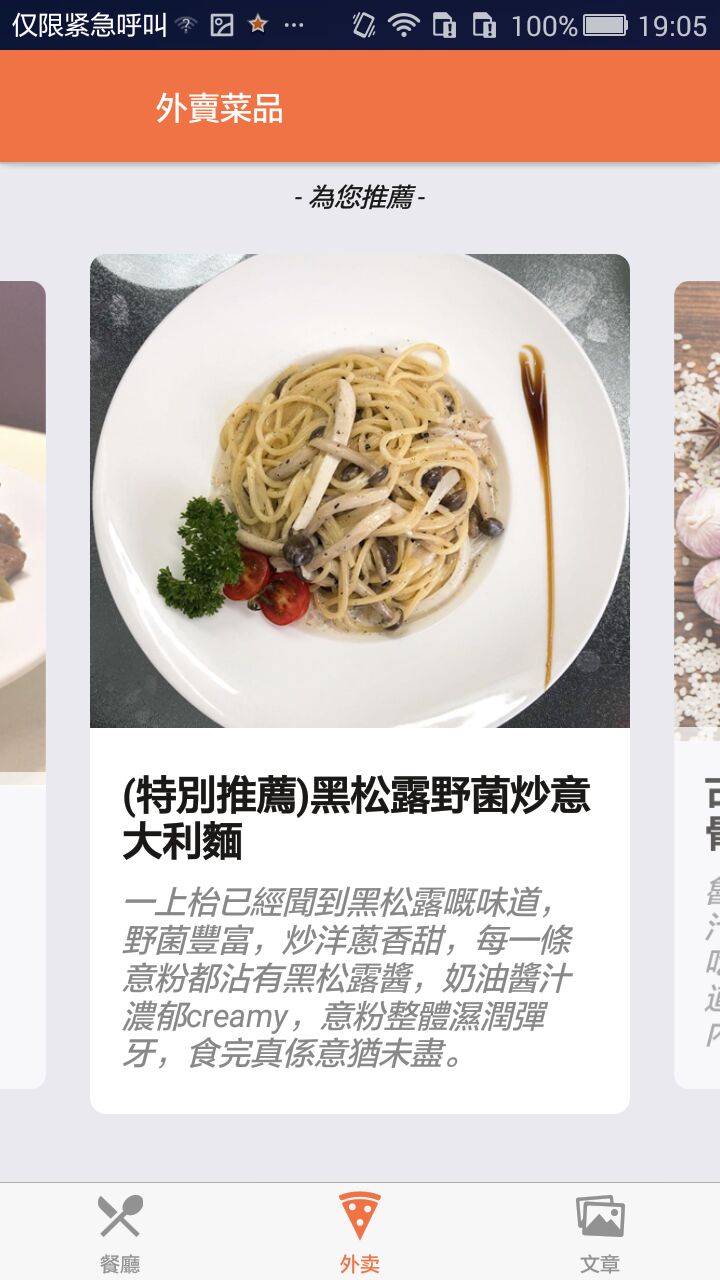 仅限紧急呼叫 100% 19:05
外賣菜品
- 為您推薦 -
(特別推薦)黑松露野菌炒意
大利麵
一上枱已經聞到黑松露嘅味道，
野菌豐富，炒洋蔥香甜，每一條
意粉都沾有黑松露醬，奶油醬汁
濃郁creamy，意粉整體濕潤彈
牙，食完真係意猶未盡。
餐廳
外卖
文章